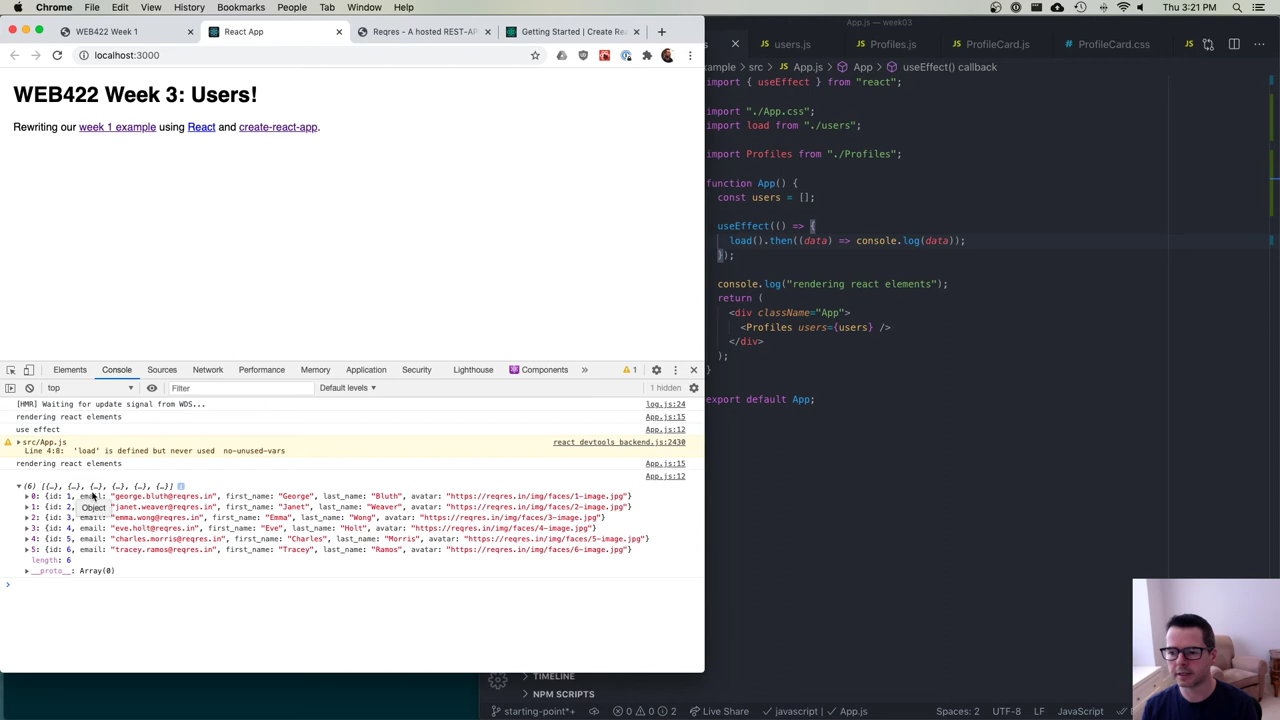 Chrome File Edit View History Bookmarks People Tab Window Help
100%
Fri 3:21 PM
WEB422 Week 1
React App
Reqres - A hosted REST-AP
Getting Started | Create Re
localhost:3000
WEB422 Week 3: Users!
Rewriting our week 1 example using React and create-react-app.
Elements Console Sources Network Performance Memory Application Security Lighthouse Components » 1
top Filter Default levels 1 hidden
[HMR] Waiting for update signal from WDS... log.js:24
rendering react elements App.js:15
use effect App.js:12
src/App.js react_devtools_backend.js:2430
Line 4:8: 'load' is defined but never used no-unused-vars
rendering react elements App.js:15
App.js:12
(6) [{…}, {…}, {…}, {…}, {…}, {…}]
0: {id: 1, email: "george.bluth@reqres.in", first_name: "George", last_name: "Bluth", avatar: "https://reqres.in/img/faces/1-image.jpg"}
1: {id: 2, "janet.weaver@reqres.in", first_name: "Janet", last_name: "Weaver", avatar: "https://reqres.in/img/faces/2-image.jpg"}
2: {id: 3, email: "emma.wong@reqres.in", first_name: "Emma", last_name: "Wong", avatar: "https://reqres.in/img/faces/3-image.jpg"}
3: {id: 4, email: "eve.holt@reqres.in", first_name: "Eve", last_name: "Holt", avatar: "https://reqres.in/img/faces/4-image.jpg"}
4: {id: 5, email: "charles.morris@reqres.in", first_name: "Charles", last_name: "Morris", avatar: "https://reqres.in/img/faces/5-image.jpg"}
5: {id: 6, email: "tracey.ramos@reqres.in", first_name: "Tracey", last_name: "Ramos", avatar: "https://reqres.in/img/faces/6-image.jpg"}
length: 6
__proto__: Array(0)
Object
App.js — week03
users.js Profiles.js ProfileCard.js ProfileCard.css
example > src > App.js > App > useEffect() callback
import { useEffect } from "react";
import "./App.css";
import load from "./users";
import Profiles from "./Profiles";
function App() {
const users = [];
useEffect(() => {
load().then((data) => console.log(data));
});
console.log("rendering react elements");
return (
<div className="App">
<Profiles users={users} />
</div>
);
}
export default App;
TIMELINE
NPM SCRIPTS
starting-point*+ 0 0 2 Live Share javascript | App.js Spaces: 2 UTF-8 LF JavaScript